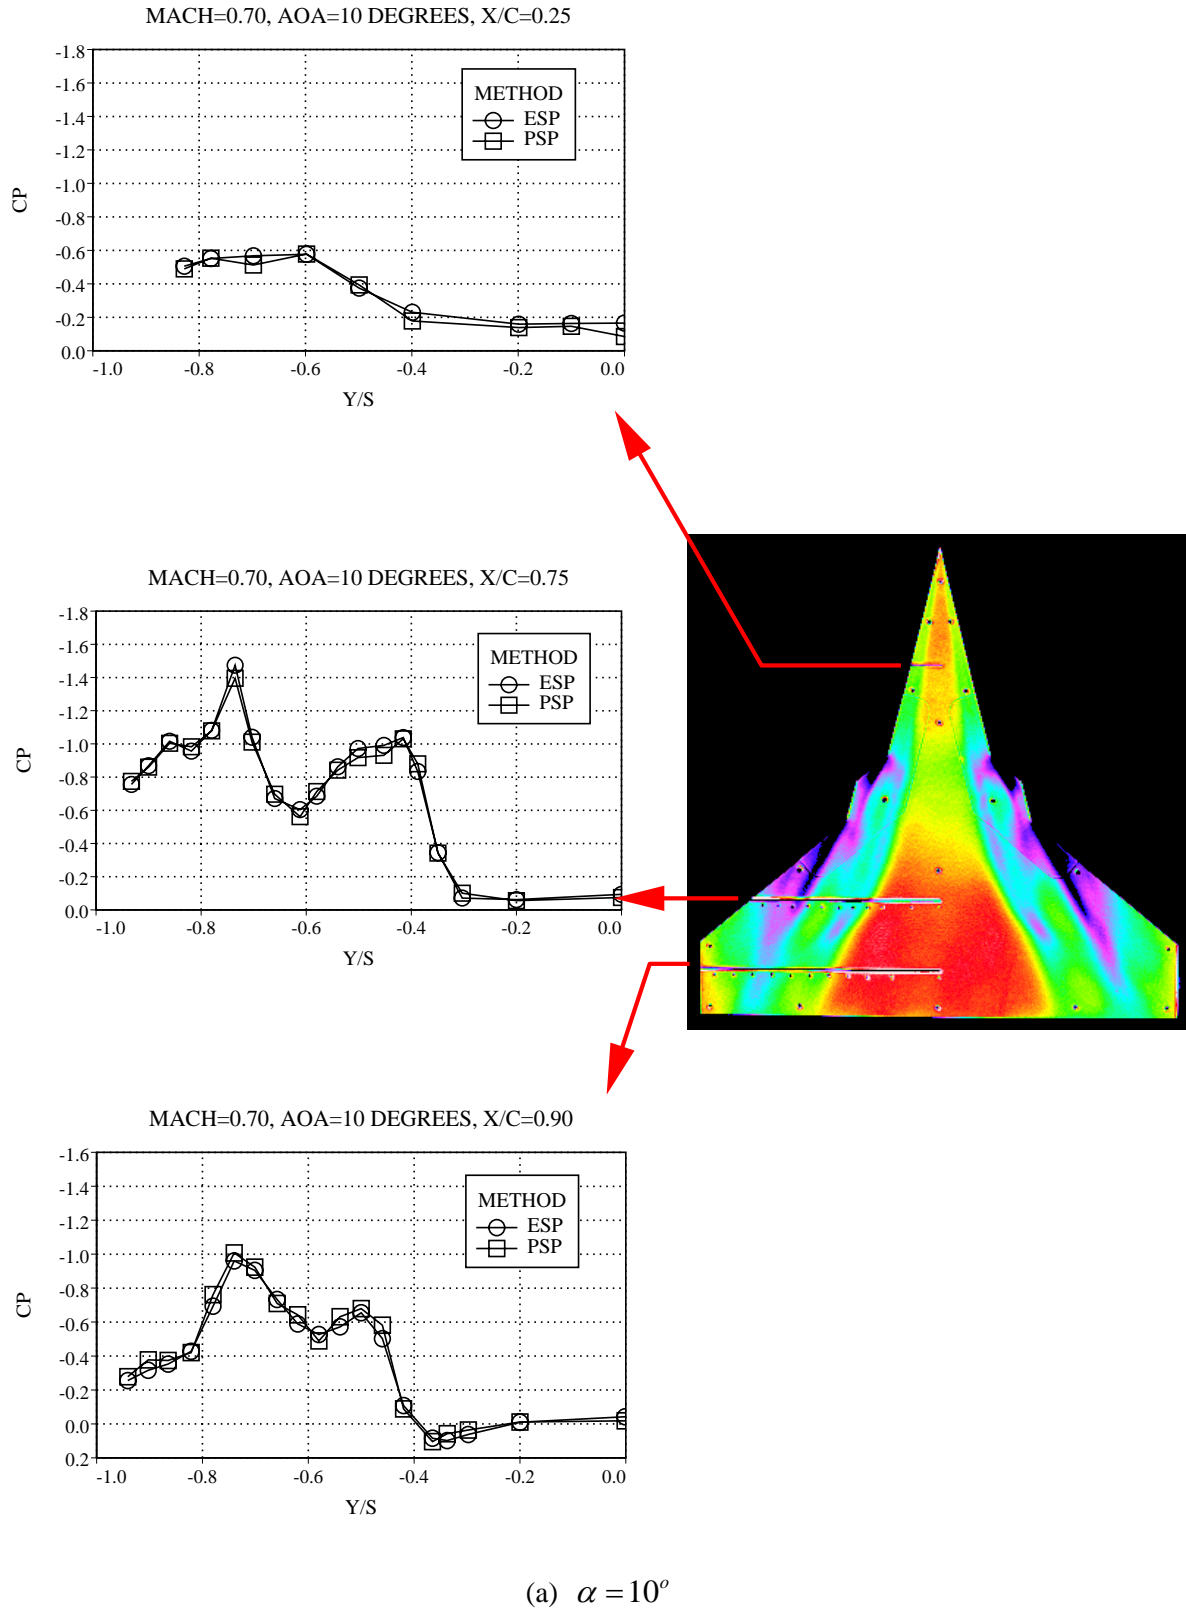 MACH=0.70, AOA=10 DEGREES, X/C=0.25
-1.8
-1.6
-1.4
-1.2
-1.0
-0.8
-0.6
-0.4
-0.2
0.0
CP
METHOD
ESP
PSP
-1.0 -0.8 -0.6 -0.4 -0.2 0.0
Y/S
MACH=0.70, AOA=10 DEGREES, X/C=0.75
-1.8
-1.6
-1.4
-1.2
-1.0
-0.8
-0.6
-0.4
-0.2
0.0
CP
METHOD
ESP
PSP
-1.0 -0.8 -0.6 -0.4 -0.2 0.0
Y/S
MACH=0.70, AOA=10 DEGREES, X/C=0.90
-1.6
-1.4
-1.2
-1.0
-0.8
-0.6
-0.4
-0.2
0.0
0.2
CP
METHOD
ESP
PSP
-1.0 -0.8 -0.6 -0.4 -0.2 0.0
Y/S
(a) α = 10°